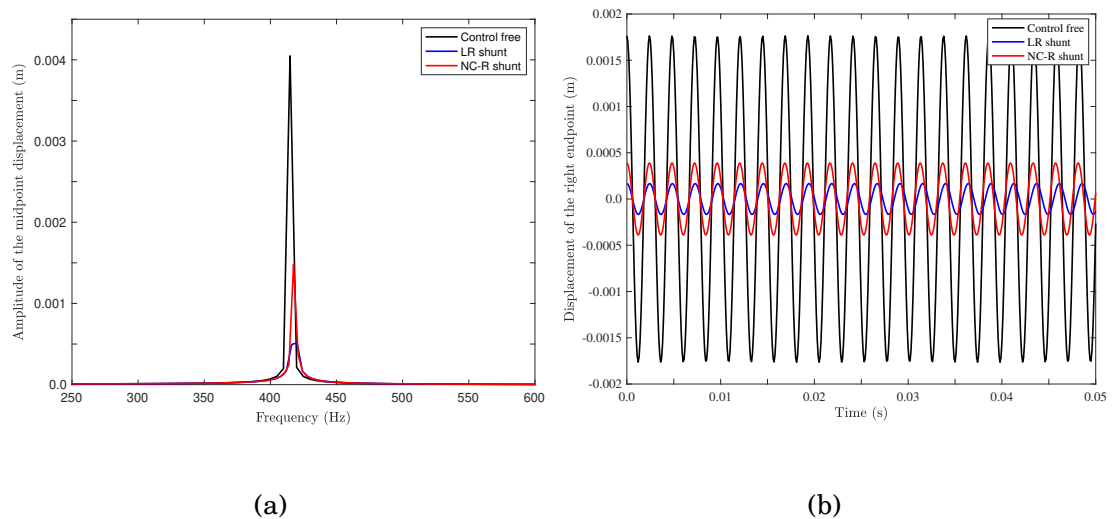 Amplitude of the midpoint displacement (m)
0.004
0.003
0.002
0.001
0.0
250
300
350
400
450
500
550
600
Frequency (Hz)
Control free
LR shunt
NC-R shunt
(a)
Displacement of the right endpoint (m)
0.002
0.0015
0.001
0.0005
0.0
-0.0005
-0.001
-0.0015
-0.002
0.0
0.01
0.02
0.03
0.04
0.05
Time (s)
Control free
LR shunt
NC-R shunt
(b)